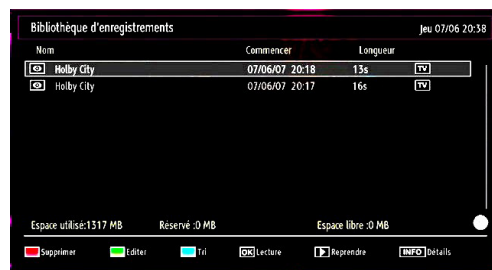 Bibliothèque d'enregistrements Jeu 07/06 20:38
Nom Commencer Longueur
Holby City 07/06/07 20:18 13s TV
Holby City 07/06/07 20:17 16s TV
Espace utilisé:1317 MB Réservé :0 MB Espace libre :0 MB
Supprimer Editer Tri OK Lecture Reprendre INFO Détails